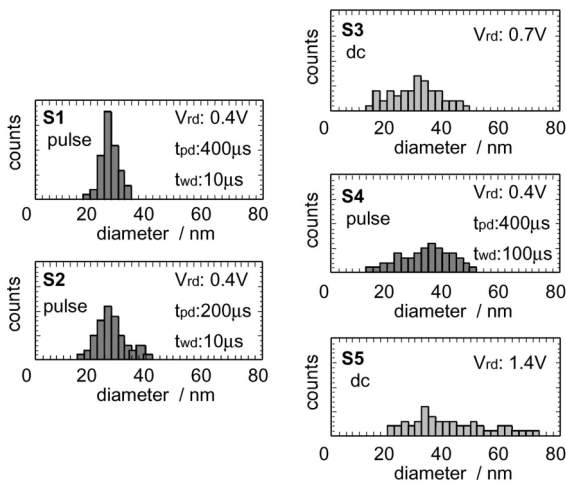 S1
pulse
Vrd: 0.4V
tpd:400μs
twd:10μs
counts
0 20 40 60 80
diameter / nm
S2
pulse
Vrd: 0.4V
tpd:200μs
twd:10μs
counts
0 20 40 60 80
diameter / nm
S3
dc
Vrd: 0.7V
counts
0 20 40 60 80
diameter / nm
S4
pulse
Vrd: 0.4V
tpd:400μs
twd:100μs
counts
0 20 40 60 80
diameter / nm
S5
dc
Vrd: 1.4V
counts
0 20 40 60 80
diameter / nm